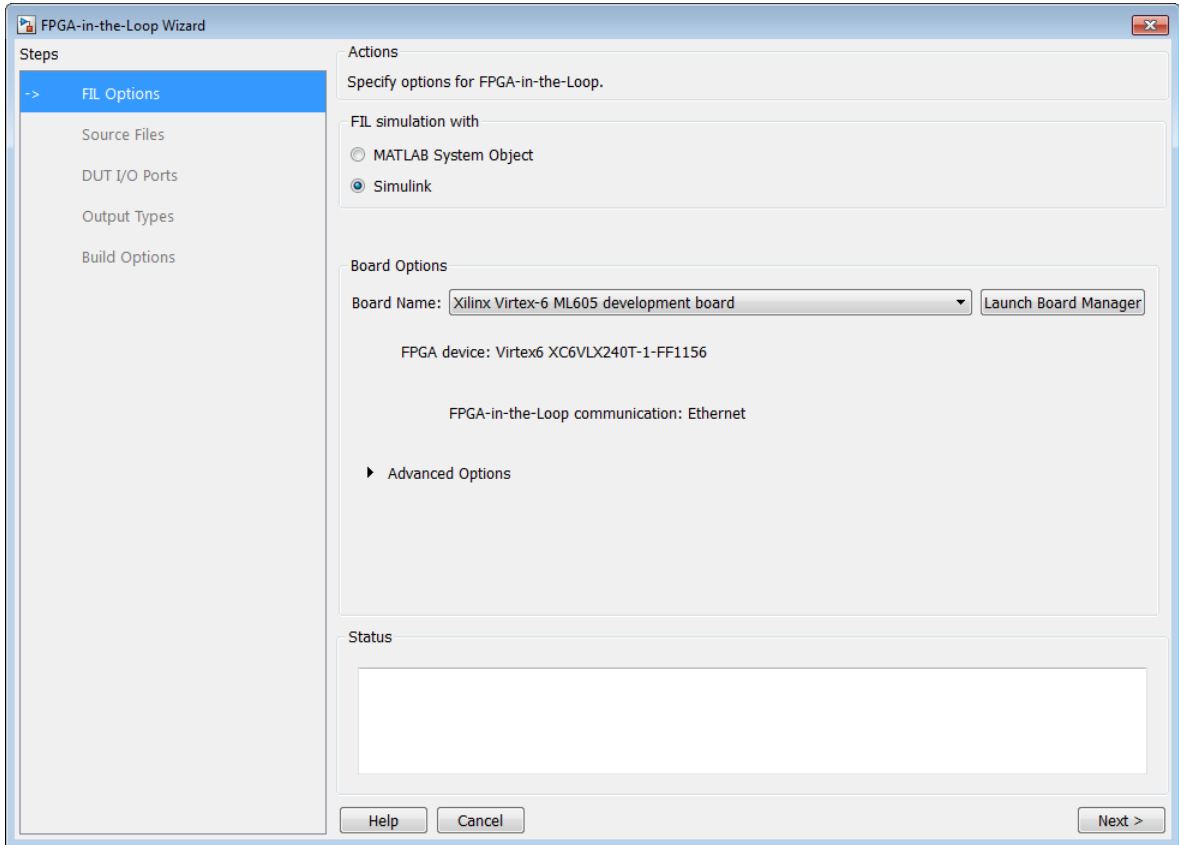 FPGA-in-the-Loop Wizard
Steps
-> FIL Options
Source Files
DUT I/O Ports
Output Types
Build Options
Actions
Specify options for FPGA-in-the-Loop.
FIL simulation with
MATLAB System Object
Simulink
Board Options
Board Name: Xilinx Virtex-6 ML605 development board Launch Board Manager
FPGA device: Virtex6 XC6VLX240T-1-FF1156
FPGA-in-the-Loop communication: Ethernet
Advanced Options
Status
Help Cancel Next >